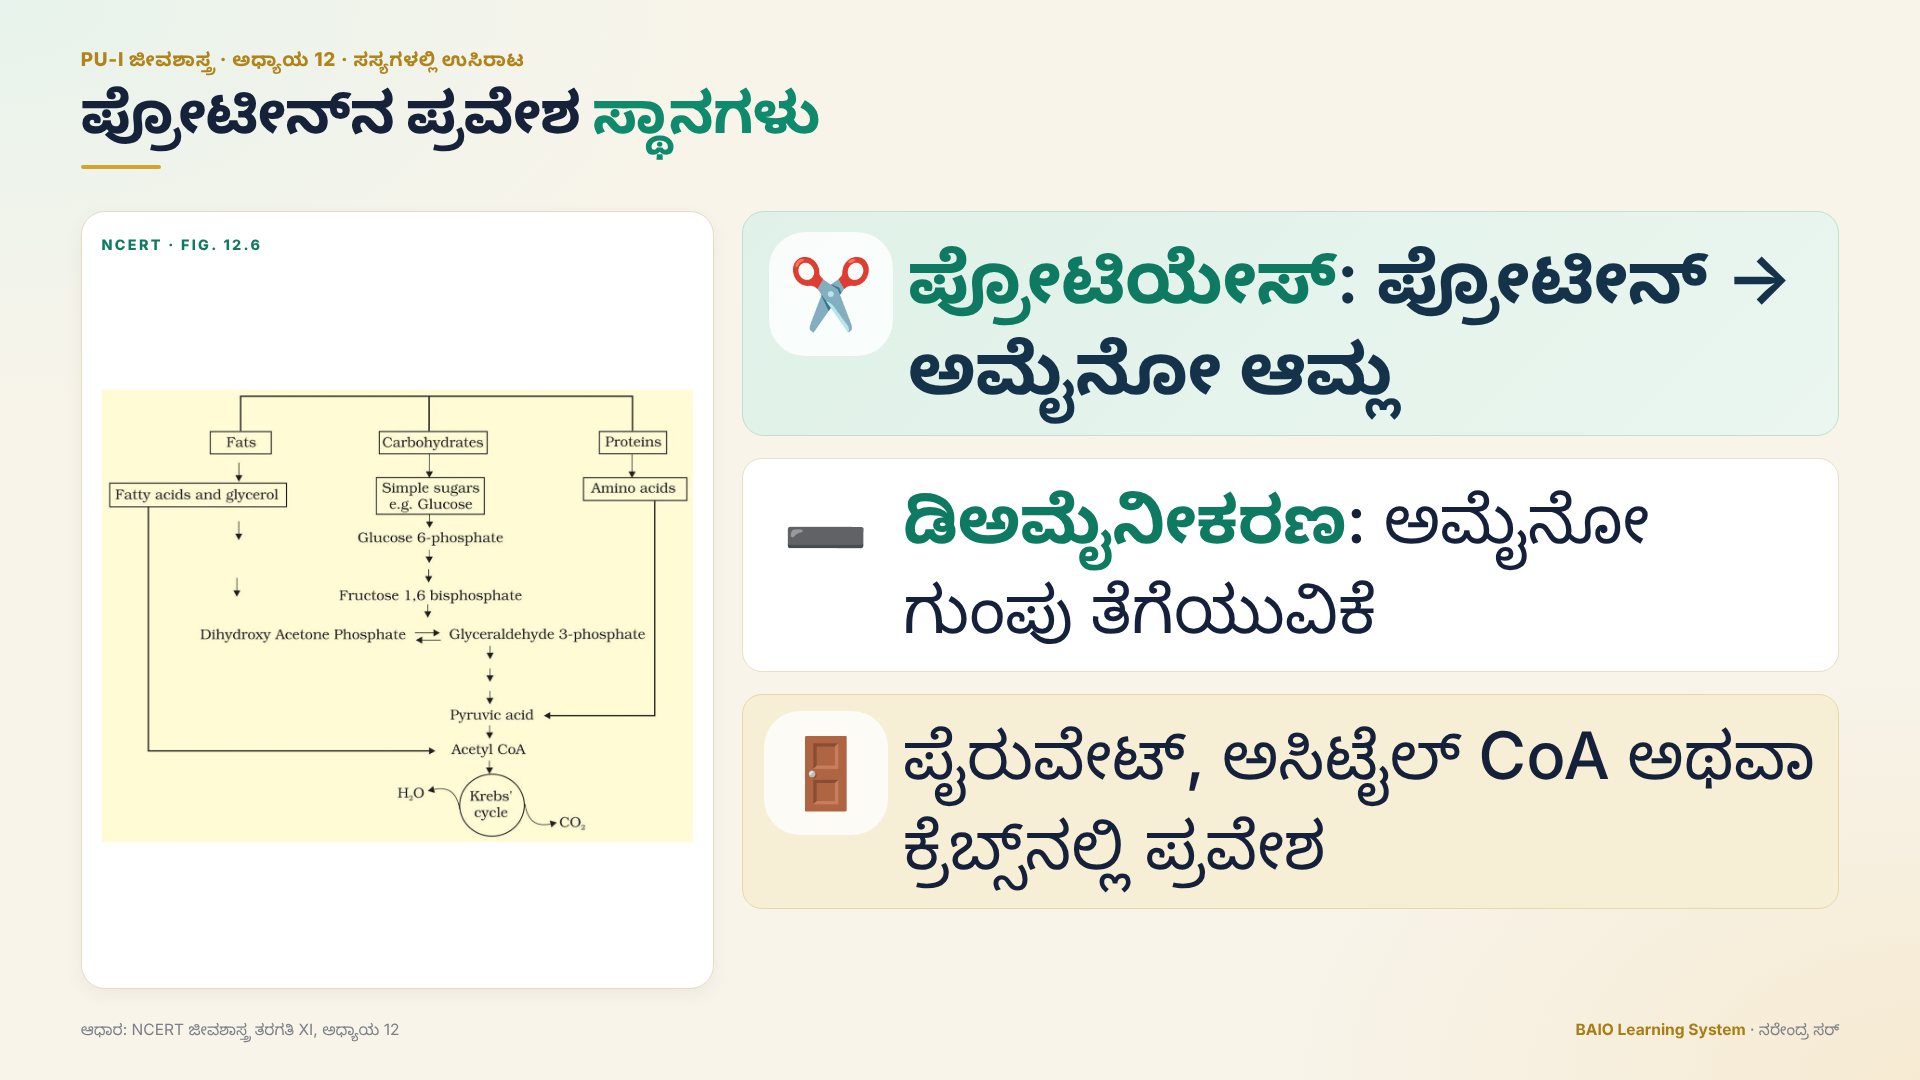 PU-I ಜೀವಶಾಸ್ತ್ರ · ಅಧ್ಯಾಯ 12 · ಸಸ್ಯಗಳಲ್ಲಿ ಉಸಿರಾಟ
ಪ್ರೋಟೀನ್‌ನ ಪ್ರವೇಶ ಸ್ಥಾನಗಳು
NCERT · FIG. 12.6
Fats
Carbohydrates
Proteins
Fatty acids and glycerol
Simple sugars
e.g. Glucose
Amino acids
Glucose 6-phosphate
Fructose 1,6 bisphosphate
Dihydroxy Acetone Phosphate
Glyceraldehyde 3-phosphate
Pyruvic acid
Acetyl CoA
H₂O
Krebs'
cycle
CO₂
ಪ್ರೋಟಿಯೇಸ್: ಪ್ರೋಟೀನ್ →
ಅಮೈನೋ ಆಮ್ಲ
ಡಿಅಮೈನೀಕರಣ: ಅಮೈನೋ
ಗುಂಪು ತೆಗೆಯುವಿಕೆ
ಪೈರುವೇಟ್, ಅಸಿಟೈಲ್ CoA ಅಥವಾ
ಕ್ರೆಬ್ಸ್‌ನಲ್ಲಿ ಪ್ರವೇಶ
ಆಧಾರ: NCERT ಜೀವಶಾಸ್ತ್ರ ತರಗತಿ XI, ಅಧ್ಯಾಯ 12
BAIO Learning System · ನರೇಂದ್ರ ಸರ್